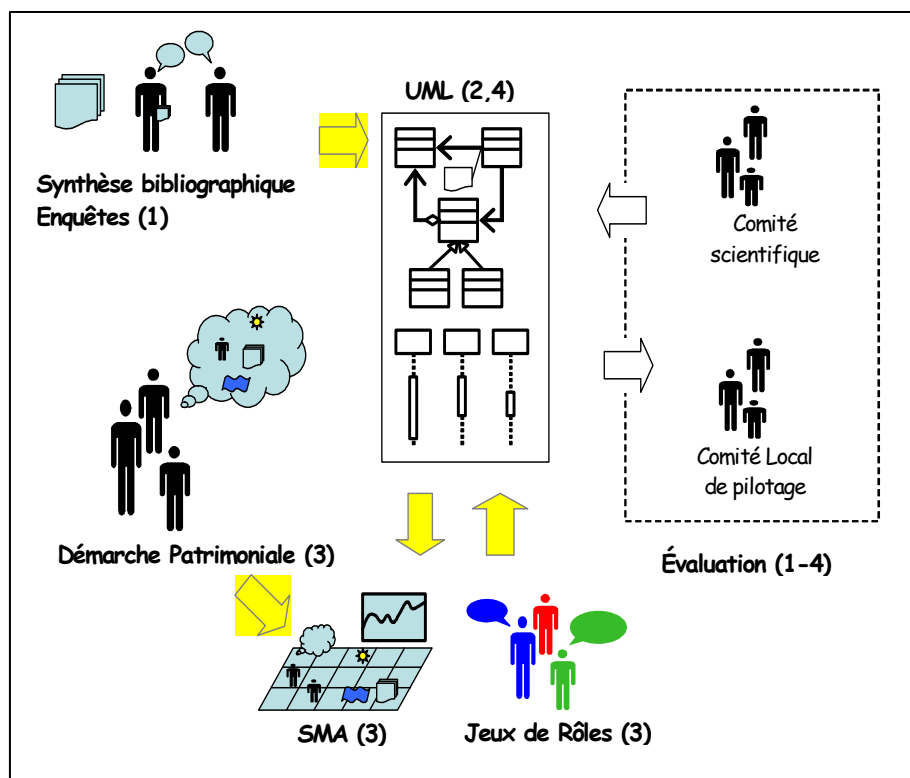 UML (2,4)
Synthèse bibliographique
Enquêtes (1)
Comité
scientifique
Comité Local
de pilotage
Démarche Patrimoniale (3)
Évaluation (1-4)
SMA (3)
Jeux de Rôles (3)